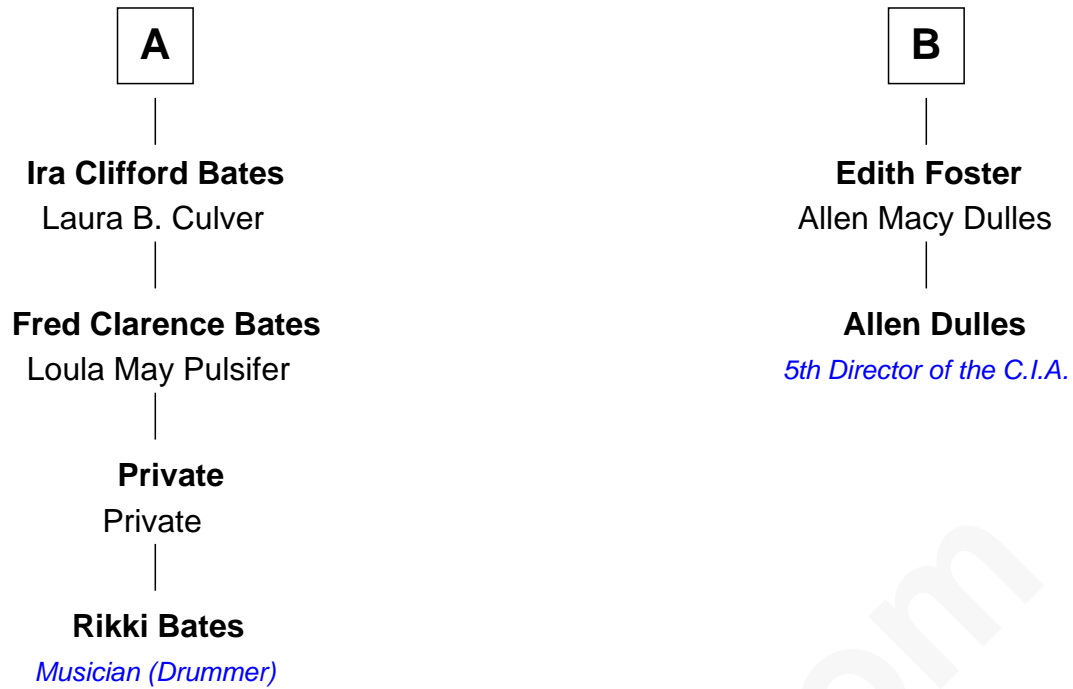 A
Ira Clifford Bates
Laura B. Culver
Fred Clarence Bates
Loula May Pulsifer
Private
Private
Rikki Bates
Musician (Drummer)
B
Edith Foster
Allen Macy Dulles
Allen Dulles
5th Director of the C.I.A.
om